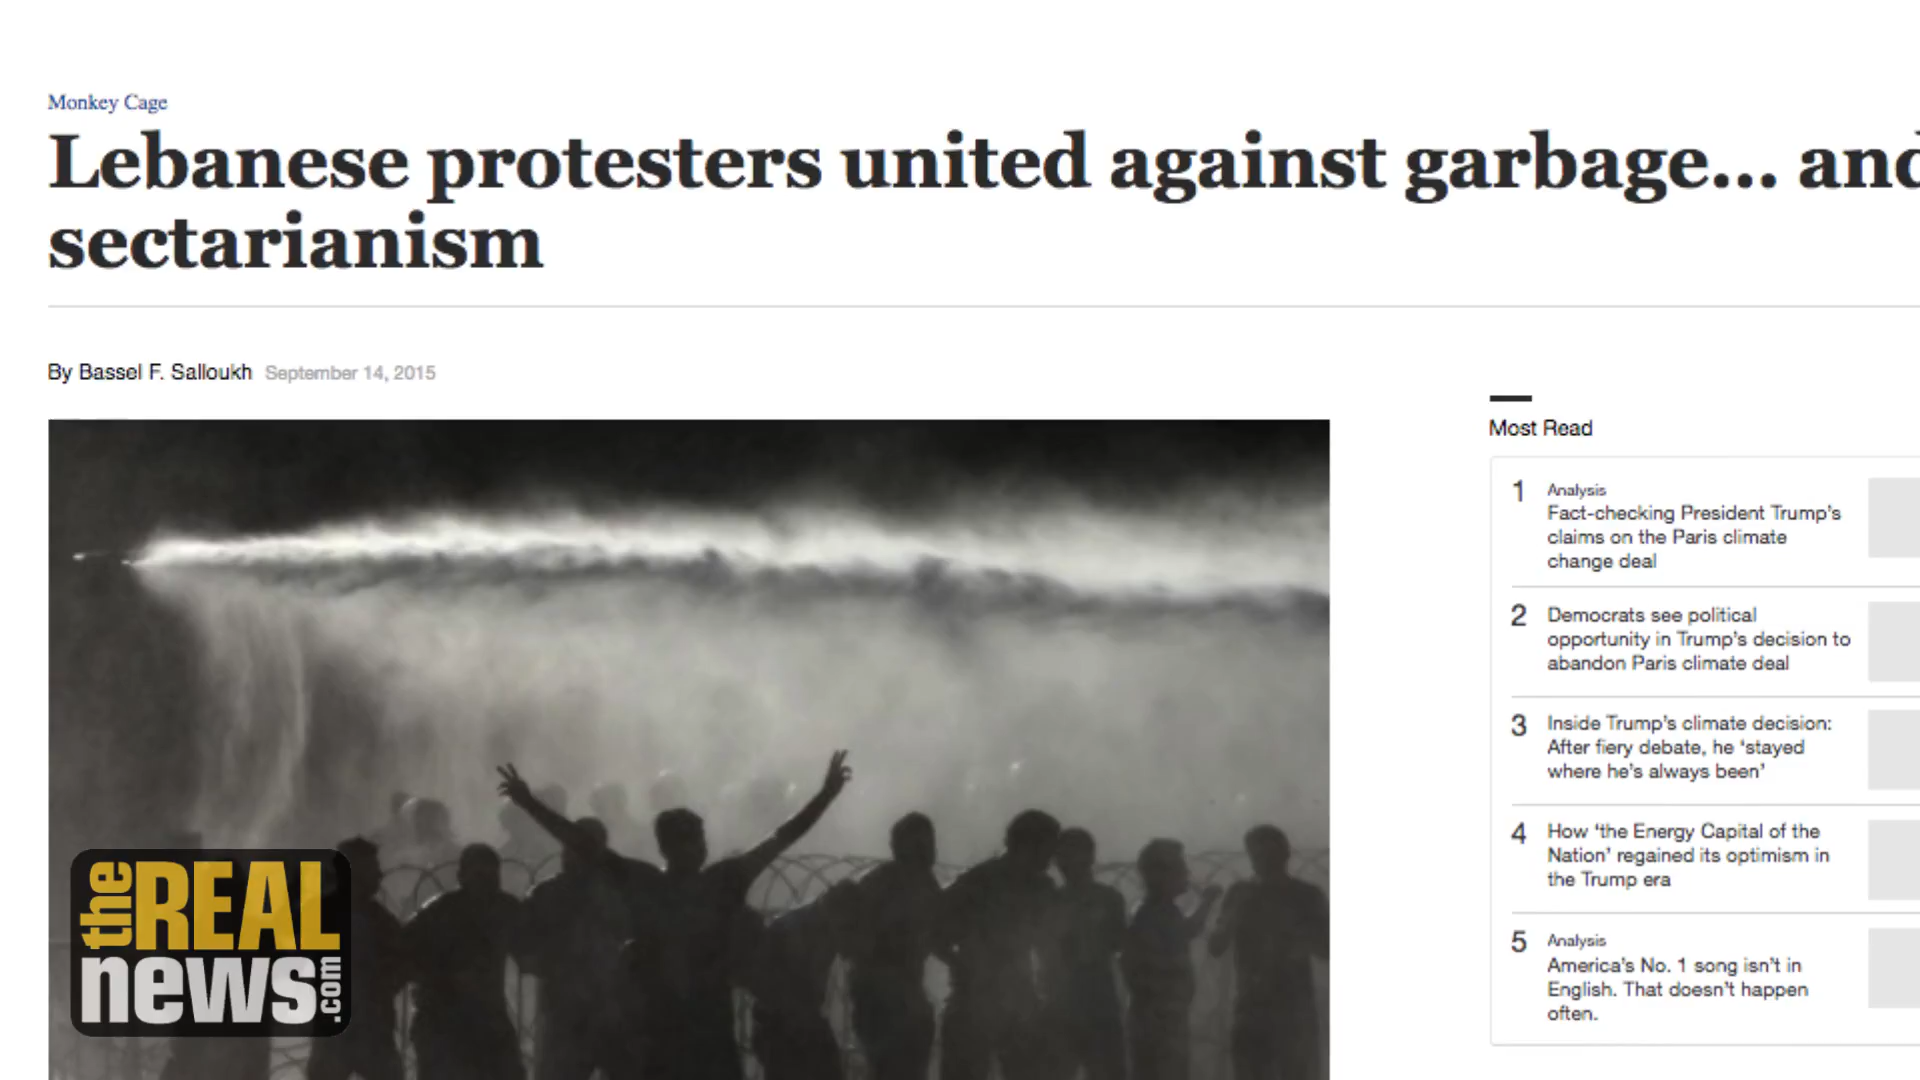 Monkey Cage
Lebanese protesters united against garbage... and
sectarianism
By Bassel F. Salloukh September 14, 2015
Most Read
1 Analysis
Fact-checking President Trump's
claims on the Paris climate
change deal
2 Democrats see political
opportunity in Trump's decision to
abandon Paris climate deal
3 Inside Trump's climate decision:
After fiery debate, he 'stayed
where he's always been'
4 How 'the Energy Capital of the
Nation' regained its optimism in
the Trump era
5 Analysis
America's No. 1 song isn't in
English. That doesn't happen
often.
the REAL
news.com